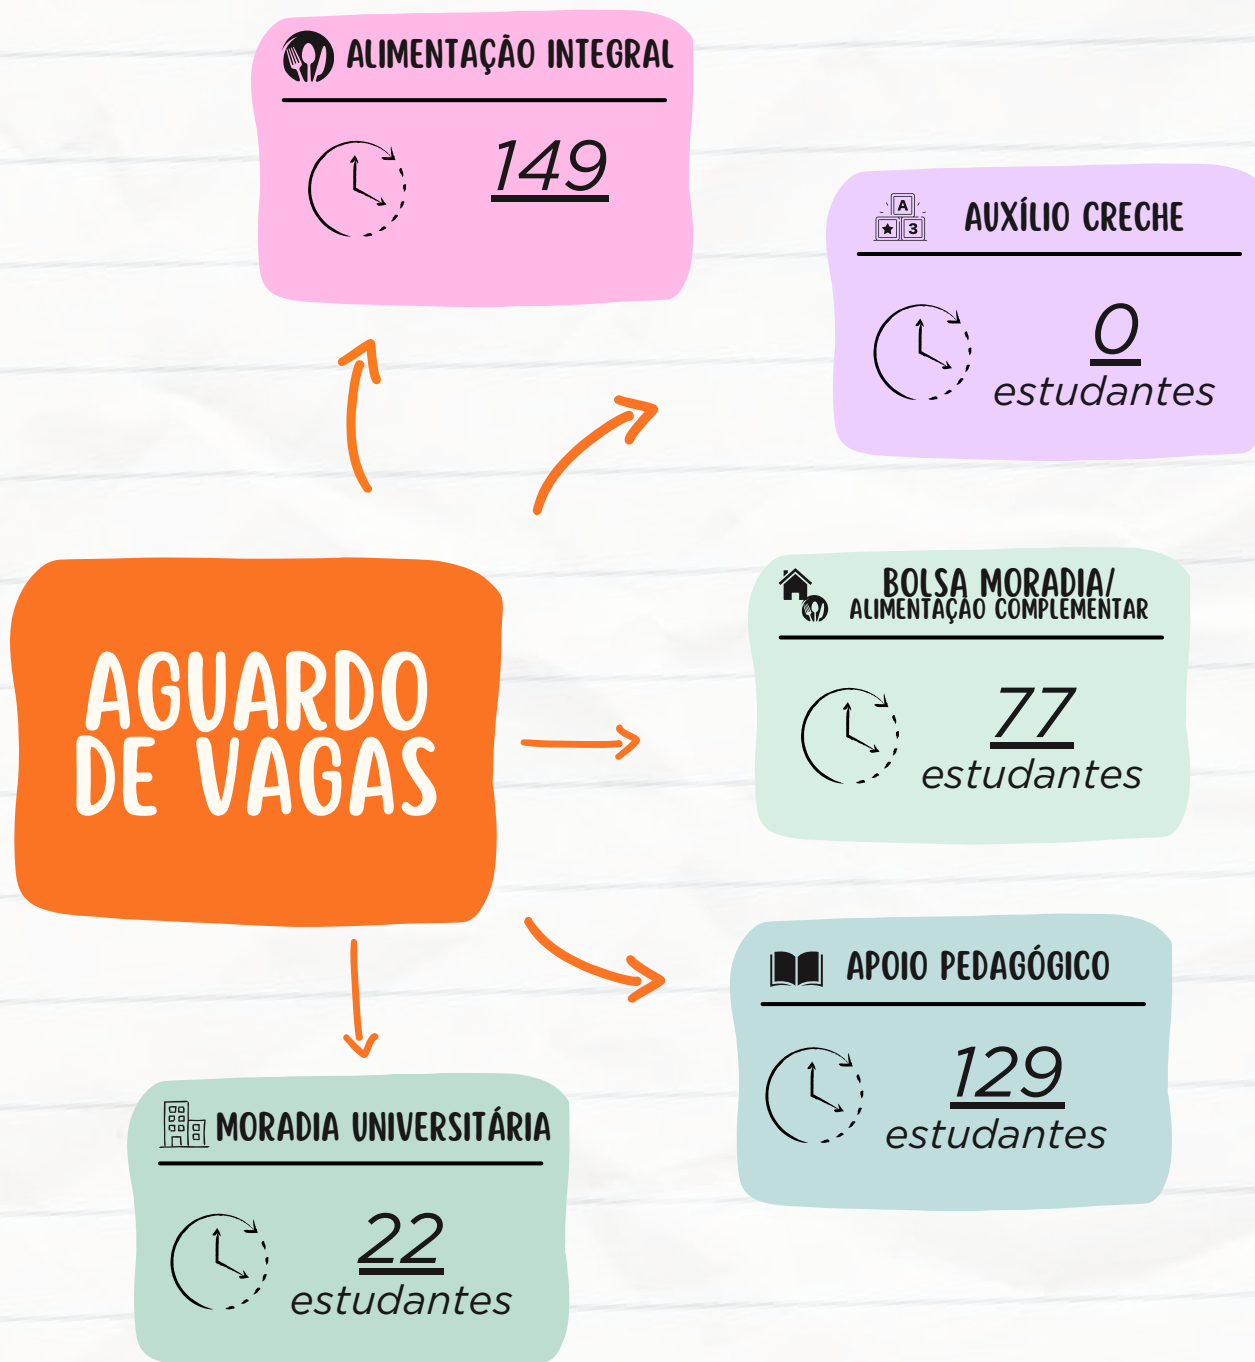 ALIMENTAÇÃO INTEGRAL
149
A
3
AUXÍLIO CRECHE
0
estudantes
AGUARDO
DE VAGAS
BOLSA MORADIA/
ALIMENTAÇÃO COMPLEMENTAR
77
estudantes
APOIO PEDAGÓGICO
129
estudantes
MORADIA UNIVERSITÁRIA
22
estudantes